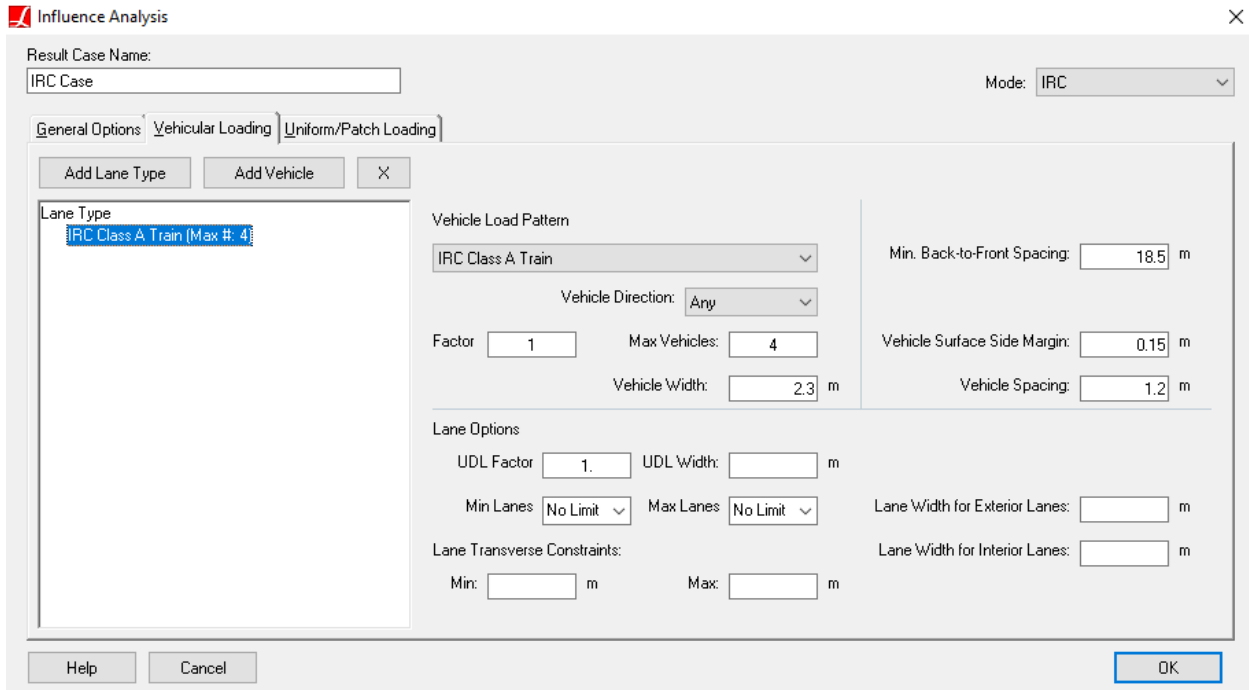 Influence Analysis
Result Case Name:
IRC Case
Mode: IRC
General Options Vehicular Loading Uniform/Patch Loading
Add Lane Type Add Vehicle X
Lane Type
IRC Class A Train (Max #: 4)
Vehicle Load Pattern
IRC Class A Train
Min. Back-to-Front Spacing: 18.5 m
Vehicle Direction: Any
Factor 1 Max Vehicles: 4 Vehicle Surface Side Margin: 0.15 m
Vehicle Width: 2.3 m Vehicle Spacing: 1.2 m
Lane Options
UDL Factor 1. UDL Width: m
Min Lanes No Limit Max Lanes No Limit Lane Width for Exterior Lanes: m
Lane Transverse Constraints: Lane Width for Interior Lanes: m
Min: m Max: m
Help Cancel OK